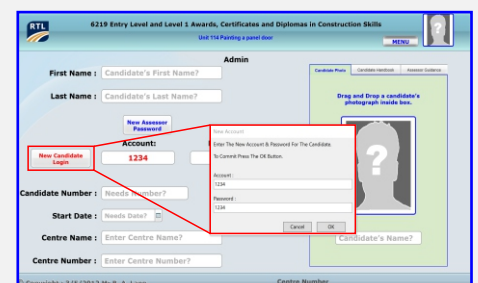 RTL
6219 Entry Level and Level 1 Awards, Certificates and Diplomas in Construction Skills
Unit 114 Painting a panel door
MENU
Admin
First Name : Candidate's First Name?
Last Name : Candidate's Last Name?
New Assessor
Password
Account:
New Candidate
Login
1234
Candidate Number : Needs Number?
Start Date : Needs Date?
Centre Name : Enter Centre Name?
Centre Number : Enter Centre Number?
Candidate Photo
Candidate Handbook
Assessor Guidance
Drag and Drop a candidate's
photograph inside box.
Candidate's Name?
New Account
Enter The New Account & Password For The
Candidate.
To Commit Press The OK Button.
Account :
1234
Password :
1234
Cancel
OK
Centre Number